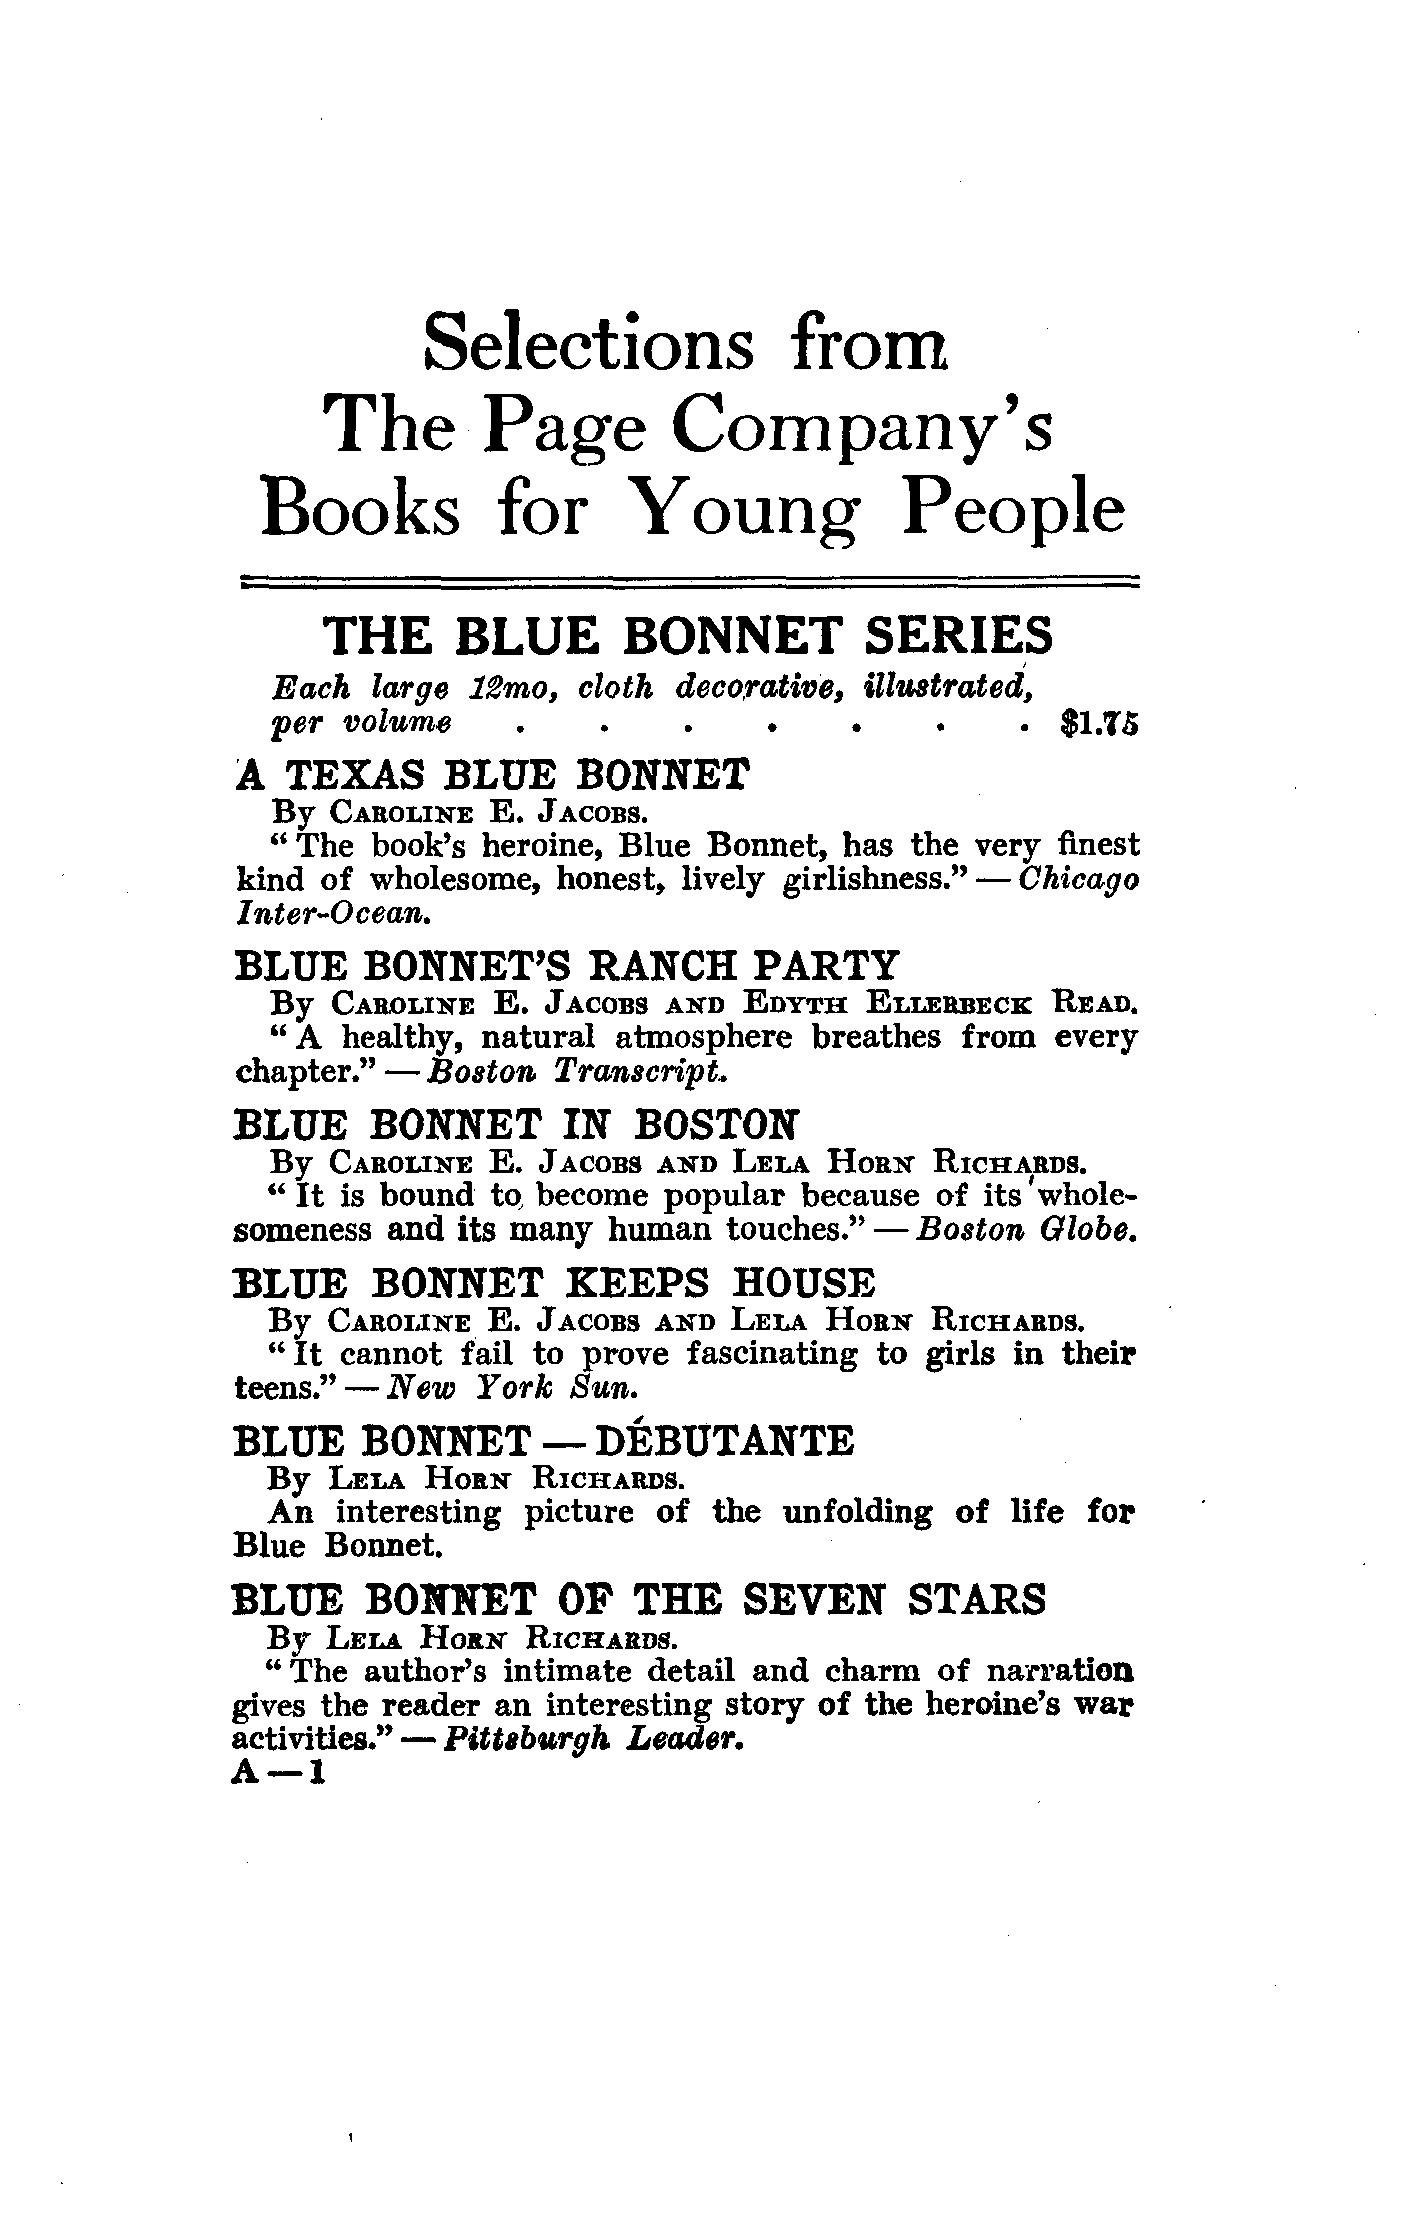 Selections from
The Page Company's
Books for Young People
THE BLUE BONNET SERIES
Each large 12mo, cloth decorative, illustrated,
per volume . . . . . . . $1.75
A TEXAS BLUE BONNET
By CAROLINE E. JACOBS.
“The book's heroine, Blue Bonnet, has the very finest
kind of wholesome, honest, lively girlishness.” — Chicago
Inter-Ocean.
BLUE BONNET'S RANCH PARTY
By CAROLINE E. JACOBS AND EDYTH ELLERBECK READ.
“A healthy, natural atmosphere breathes from every
chapter.” — Boston Transcript.
BLUE BONNET IN BOSTON
By CAROLINE E. JACOBS AND LELA HORN RICHARDS.
“It is bound to become popular because of its whole-
someness and its many human touches.” — Boston Globe.
BLUE BONNET KEEPS HOUSE
By CAROLINE E. JACOBS AND LELA HORN RICHARDS.
“It cannot fail to prove fascinating to girls in their
teens.” — New York Sun.
BLUE BONNET — DÉBUTANTE
By LELA HORN RICHARDS.
An interesting picture of the unfolding of life for
Blue Bonnet.
BLUE BONNET OF THE SEVEN STARS
By LELA HORN RICHARDS.
“The author's intimate detail and charm of narration
gives the reader an interesting story of the heroine's war
activities.” — Pittsburgh Leader.
A — 1